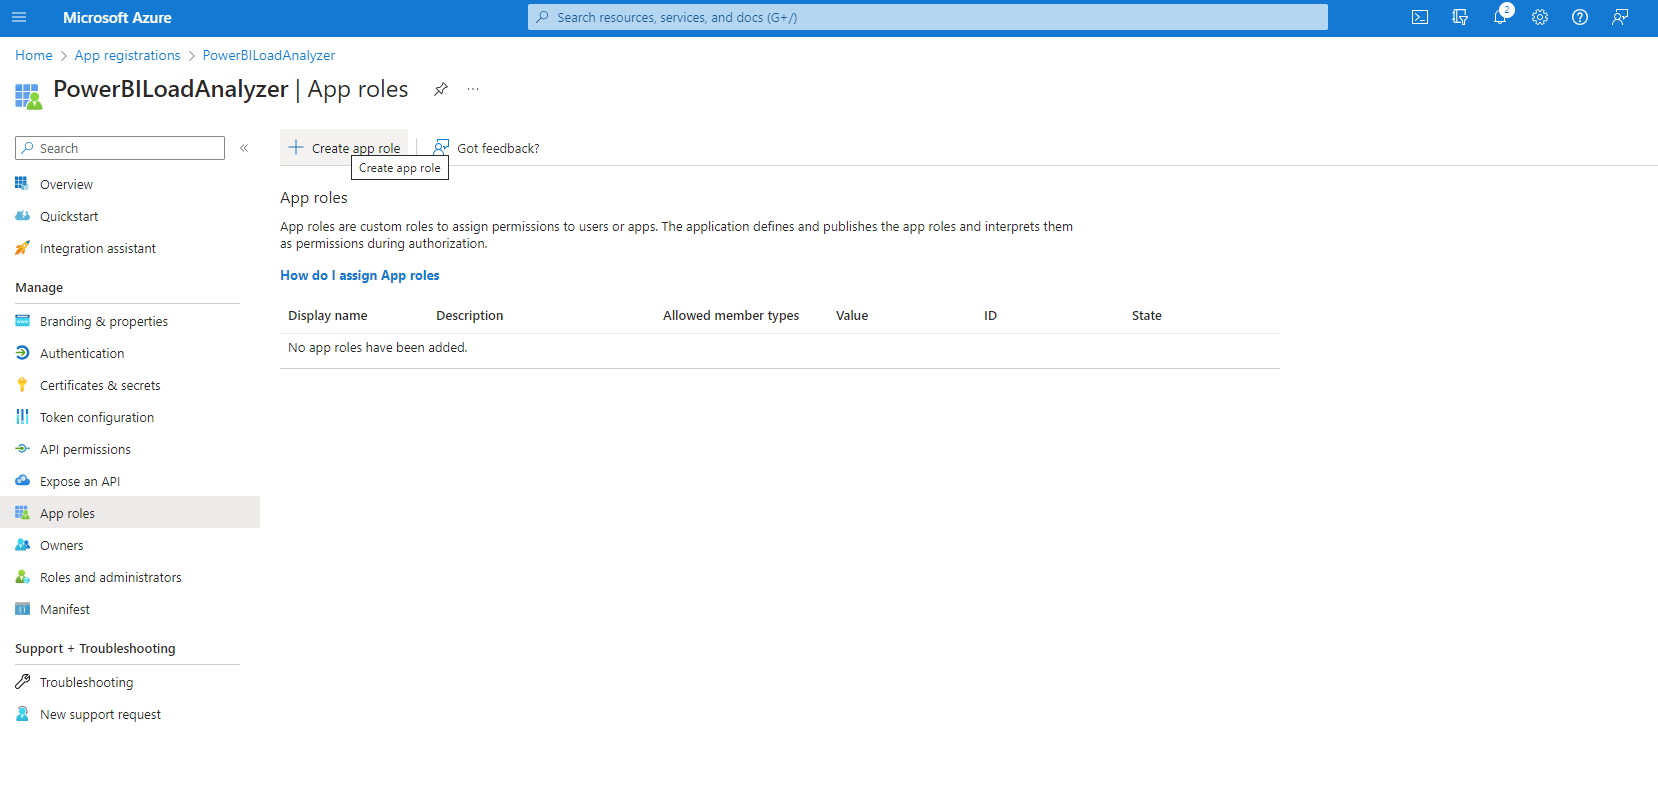 Microsoft Azure
Search resources, services, and docs (G+/)
2
Home > App registrations > PowerBILoadAnalyzer
PowerBILoadAnalyzer | App roles
Search
Create app role
Got feedback?
Create app role
Overview
Quickstart
Integration assistant
Manage
Branding & properties
Authentication
Certificates & secrets
Token configuration
API permissions
Expose an API
App roles
Owners
Roles and administrators
Manifest
Support + Troubleshooting
Troubleshooting
New support request
App roles
App roles are custom roles to assign permissions to users or apps. The application defines and publishes the app roles and interprets them
as permissions during authorization.
How do I assign App roles
Display name Description Allowed member types Value ID State
No app roles have been added.